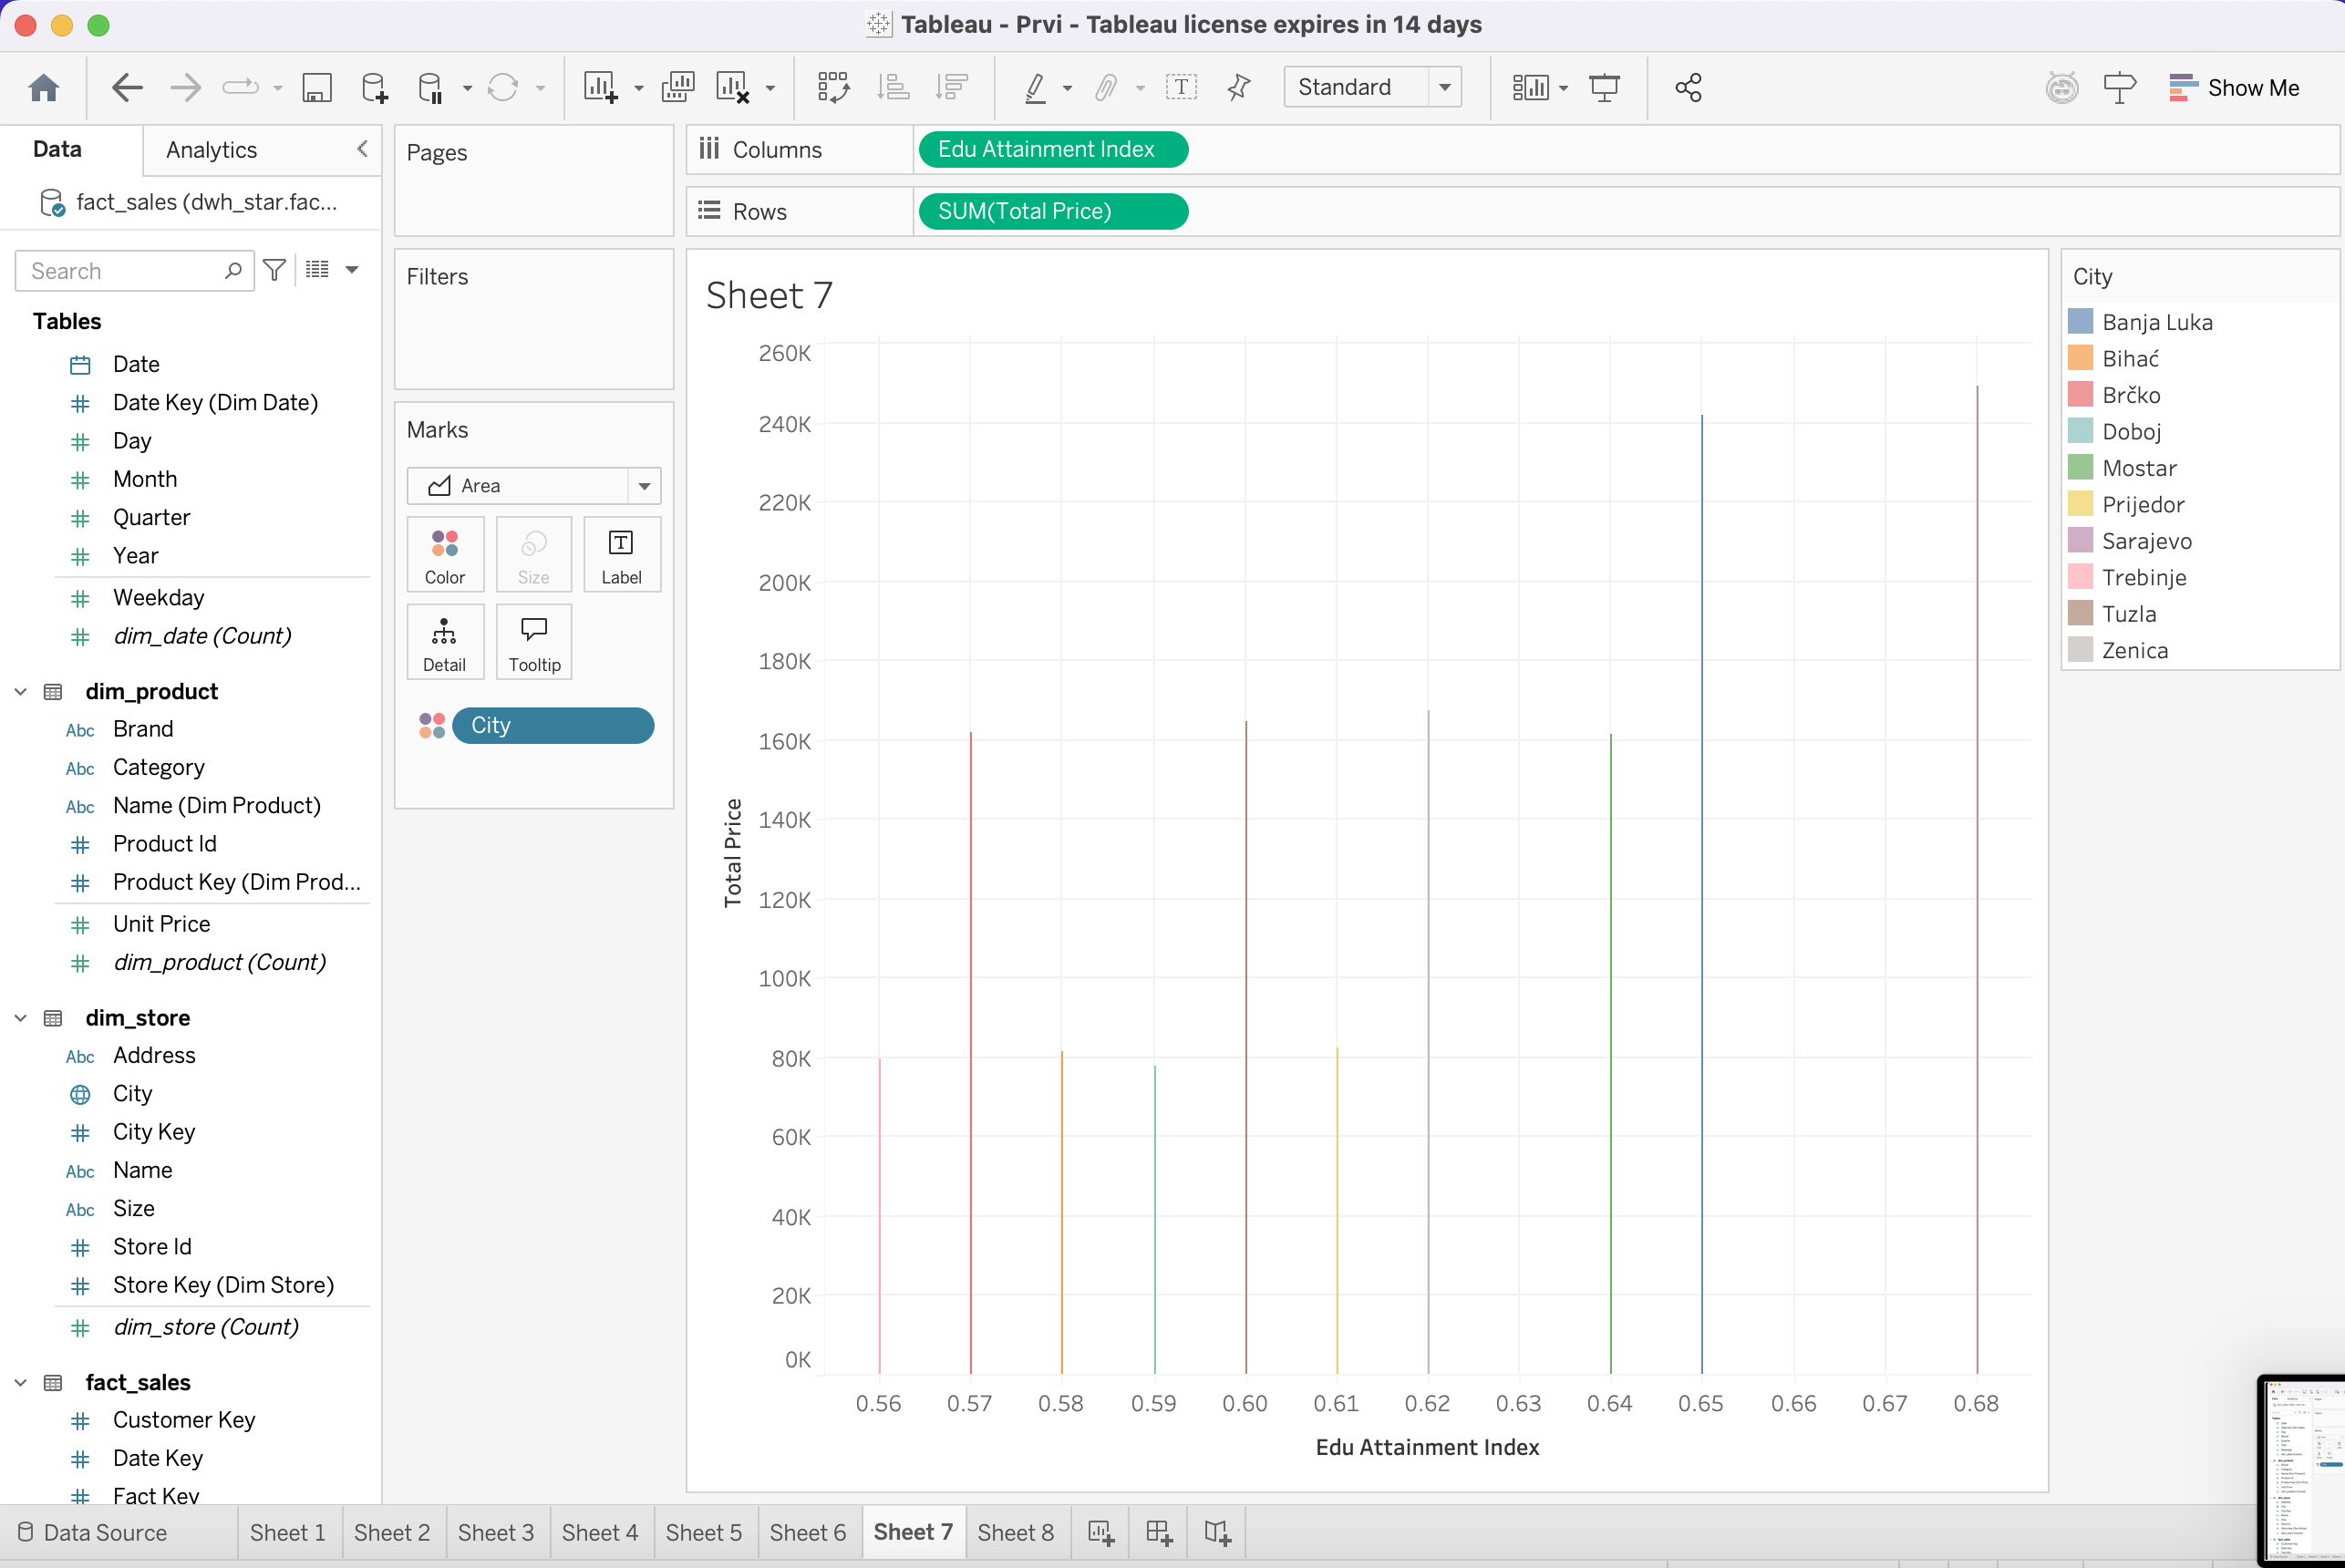 Tableau - Prvi - Tableau license expires in 14 days
Standard
Show Me
Data
Analytics
fact_sales (dwh_star.fac...
Search
Tables
Date
Date Key (Dim Date)
Day
Month
Quarter
Year
Weekday
dim_date (Count)
dim_product
Abc Brand
Abc Category
Abc Name (Dim Product)
Product Id
Product Key (Dim Prod...
Unit Price
dim_product (Count)
dim_store
Abc Address
City
City Key
Abc Name
Abc Size
Store Id
Store Key (Dim Store)
dim_store (Count)
fact_sales
Customer Key
Date Key
Fact Key
Pages
Filters
Marks
Area
Color
Size
Label
Detail
Tooltip
City
Columns
Edu Attainment Index
Rows
SUM(Total Price)
Sheet 7
260K
240K
220K
200K
180K
160K
140K
120K
100K
80K
60K
40K
20K
0K
Total Price
0.56 0.57 0.58 0.59 0.60 0.61 0.62 0.63 0.64 0.65 0.66 0.67 0.68
Edu Attainment Index
City
Banja Luka
Bihać
Brčko
Doboj
Mostar
Prijedor
Sarajevo
Trebinje
Tuzla
Zenica
Data Source
Sheet 1
Sheet 2
Sheet 3
Sheet 4
Sheet 5
Sheet 6
Sheet 7
Sheet 8